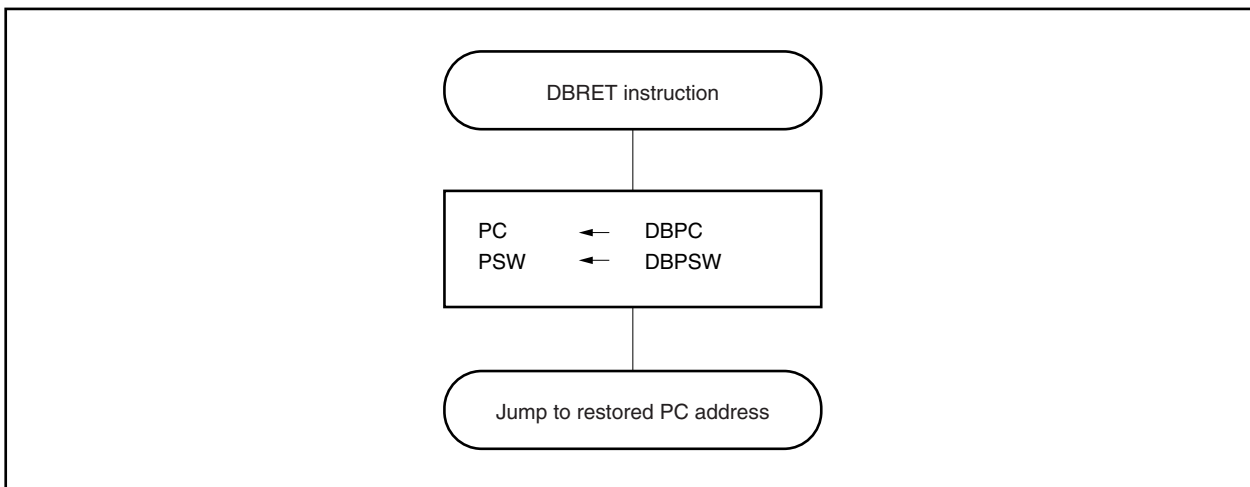 DBRET instruction
PC ← DBPC
PSW ← DBPSW
Jump to restored PC address